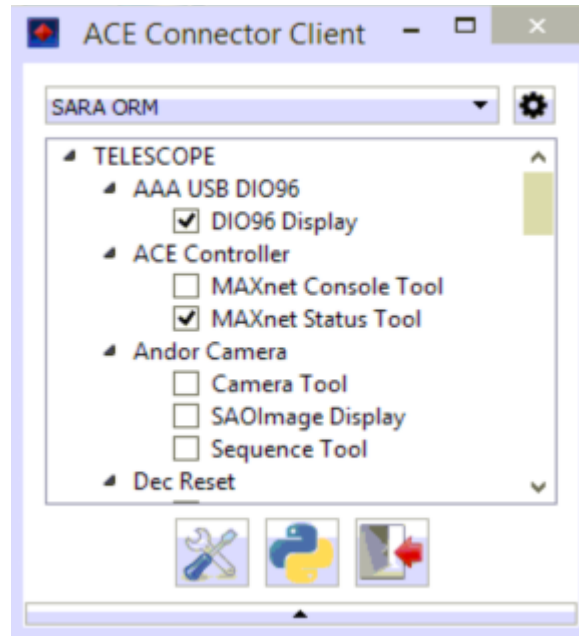 ACE Connector Client
SARA ORM
TELESCOPE
AAA USB DIO96
DIO96 Display
ACE Controller
MAXnet Console Tool
MAXnet Status Tool
Andor Camera
Camera Tool
SAOImage Display
Sequence Tool
Dec Reset